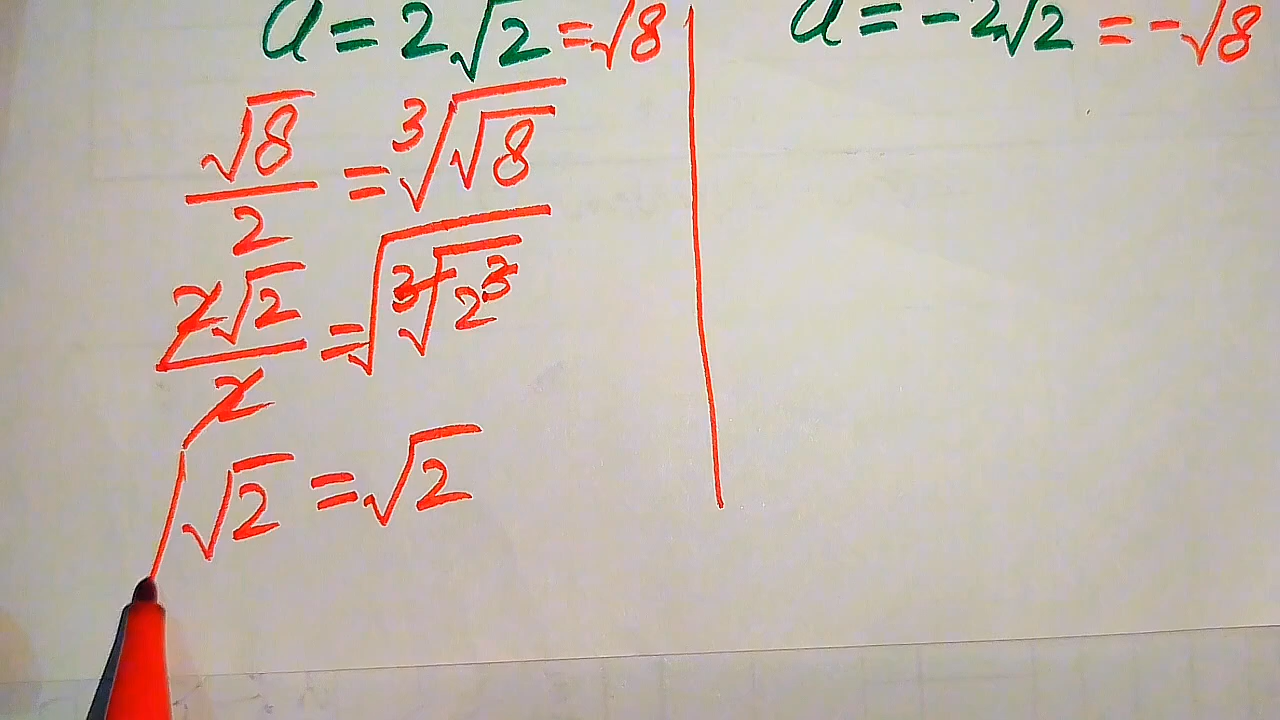 a = 2√2 = √8
a = -2√2 = -√8
√8/2 = ∛√8
2√2/2 = √∛2³
√2 = √2